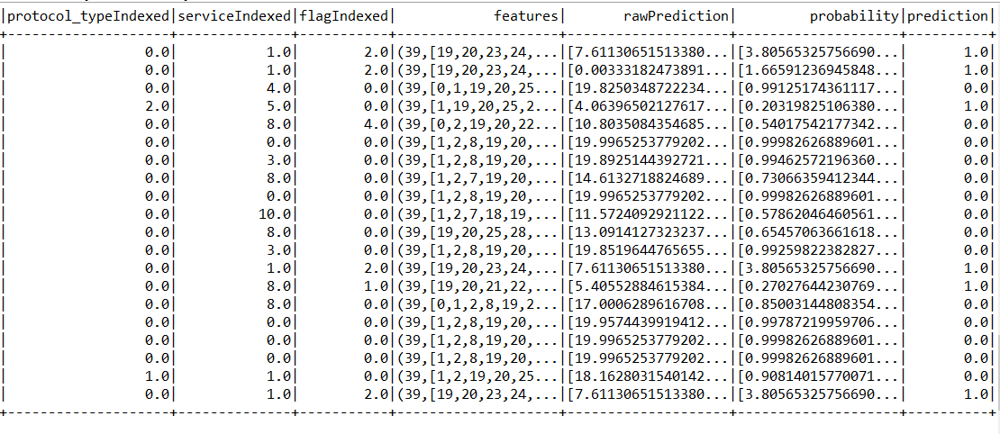 |protocol_typeIndexed|serviceIndexed|flagIndexed|            features|       rawPrediction|         probability|prediction|
+--------------------+--------------+-----------+--------------------+--------------------+--------------------+----------+
|                 0.0|           1.0|        2.0|(39,[19,20,23,24,...|[7.61130651513380...|[3.80565325756690...|       1.0|
|                 0.0|           1.0|        2.0|(39,[19,20,23,24,...|[0.00333182473891...|[1.66591236945848...|       1.0|
|                 0.0|           4.0|        0.0|(39,[0,1,19,20,25...|[19.8250348722234...|[0.99125174361117...|       0.0|
|                 2.0|           5.0|        0.0|(39,[1,19,20,25,2...|[4.06396502127617...|[0.20319825106380...|       1.0|
|                 0.0|           8.0|        4.0|(39,[0,2,19,20,22...|[10.8035084354685...|[0.54017542177342...|       0.0|
|                 0.0|           0.0|        0.0|(39,[1,2,8,19,20,...|[19.9965253779202...|[0.99982626889601...|       0.0|
|                 0.0|           3.0|        0.0|(39,[1,2,8,19,20,...|[19.8925144392721...|[0.99462572196360...|       0.0|
|                 0.0|           8.0|        0.0|(39,[1,2,7,19,20,...|[14.6132718824689...|[0.73066359412344...|       0.0|
|                 0.0|           0.0|        0.0|(39,[1,2,8,19,20,...|[19.9965253779202...|[0.99982626889601...|       0.0|
|                 0.0|          10.0|        0.0|(39,[1,2,7,18,19,...|[11.5724092921122...|[0.57862046460561...|       0.0|
|                 0.0|           8.0|        0.0|(39,[19,20,25,28,...|[13.0914127323237...|[0.65457063661618...|       0.0|
|                 0.0|           3.0|        0.0|(39,[1,2,8,19,20,...|[19.8519644765655...|[0.99259822382827...|       0.0|
|                 0.0|           1.0|        2.0|(39,[19,20,23,24,...|[7.61130651513380...|[3.80565325756690...|       1.0|
|                 0.0|           8.0|        1.0|(39,[19,20,21,22,...|[5.40552884615384...|[0.27027644230769...|       1.0|
|                 0.0|           8.0|        0.0|(39,[0,1,2,8,19,2...|[17.0006289616708...|[0.85003144808354...|       0.0|
|                 0.0|           0.0|        0.0|(39,[1,2,8,19,20,...|[19.9574439919412...|[0.99787219959706...|       0.0|
|                 0.0|           0.0|        0.0|(39,[1,2,8,19,20,...|[19.9965253779202...|[0.99982626889601...|       0.0|
|                 0.0|           0.0|        0.0|(39,[1,2,8,19,20,...|[19.9965253779202...|[0.99982626889601...|       0.0|
|                 1.0|           1.0|        0.0|(39,[1,2,19,20,25...|[18.1628031540142...|[0.90814015770071...|       0.0|
|                 0.0|           1.0|        2.0|(39,[19,20,23,24,...|[7.61130651513380...|[3.80565325756690...|       1.0|
+--------------------+--------------+-----------+--------------------+--------------------+--------------------+----------+